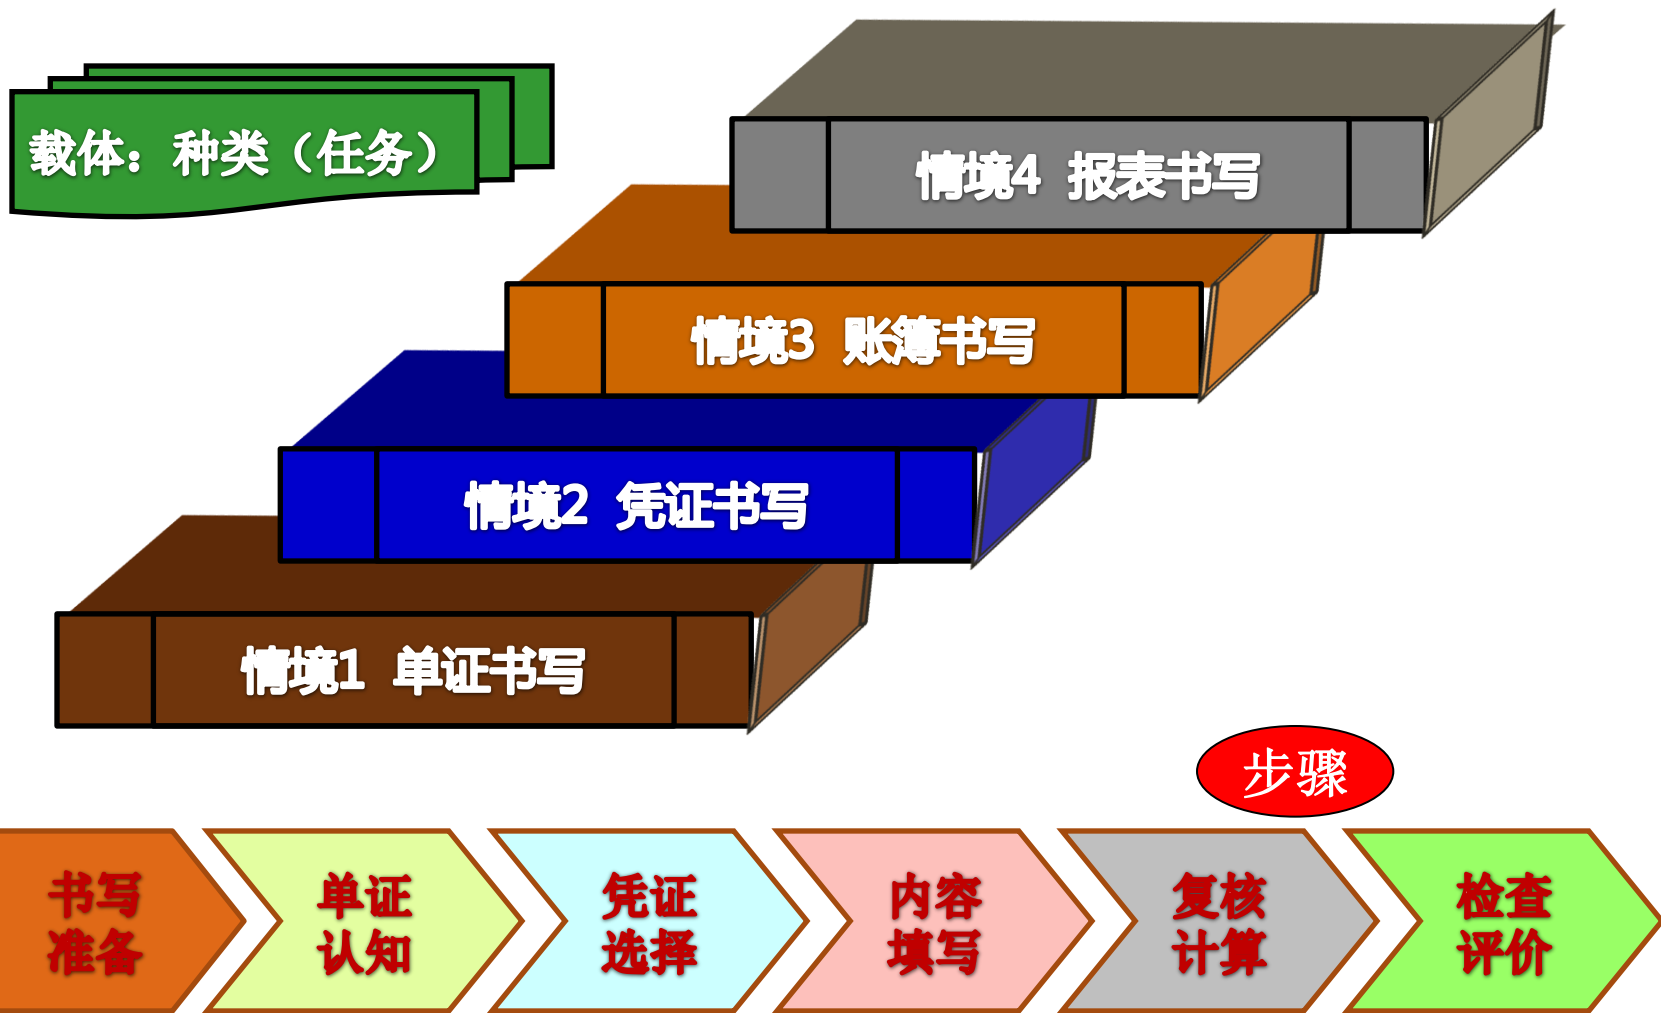 载体：种类（任务）
情境4 报表书写
情境3 账簿书写
情境2 凭证书写
情境1 单证书写
步骤
书写
准备
单证
认知
凭证
选择
内容
填写
复核
计算
检查
评价